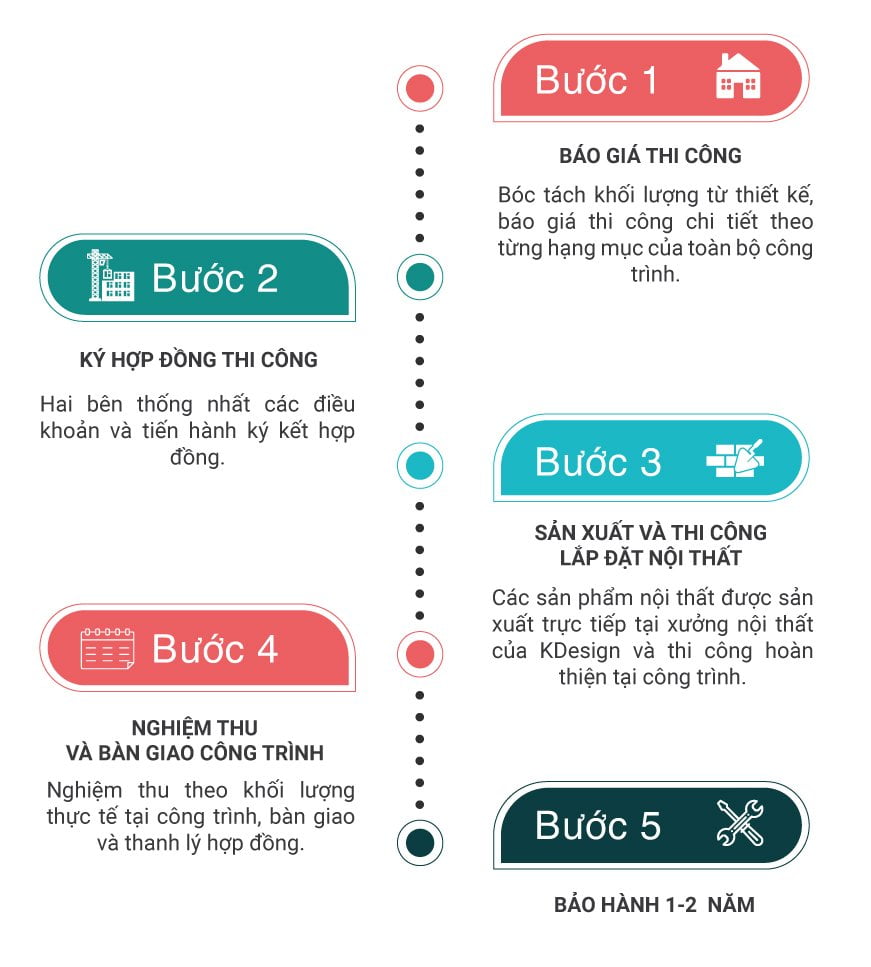 Bước 1
BÁO GIÁ THI CÔNG
Bóc tách khối lượng từ thiết kế,
báo giá thi công chi tiết theo
từng hạng mục của toàn bộ công
trình.
Bước 2
KÝ HỢP ĐỒNG THI CÔNG
Hai bên thống nhất các điều
khoản và tiến hành ký kết hợp
đồng.
Bước 3
SẢN XUẤT VÀ THI CÔNG
LẮP ĐẶT NỘI THẤT
Các sản phẩm nội thất được sản
xuất trực tiếp tại xưởng nội thất
của KDesign và thi công hoàn
thiện tại công trình.
Bước 4
NGHIỆM THU
VÀ BÀN GIAO CÔNG TRÌNH
Nghiệm thu theo khối lượng
thực tế tại công trình, bàn giao
và thanh lý hợp đồng.
Bước 5
BẢO HÀNH 1-2 NĂM